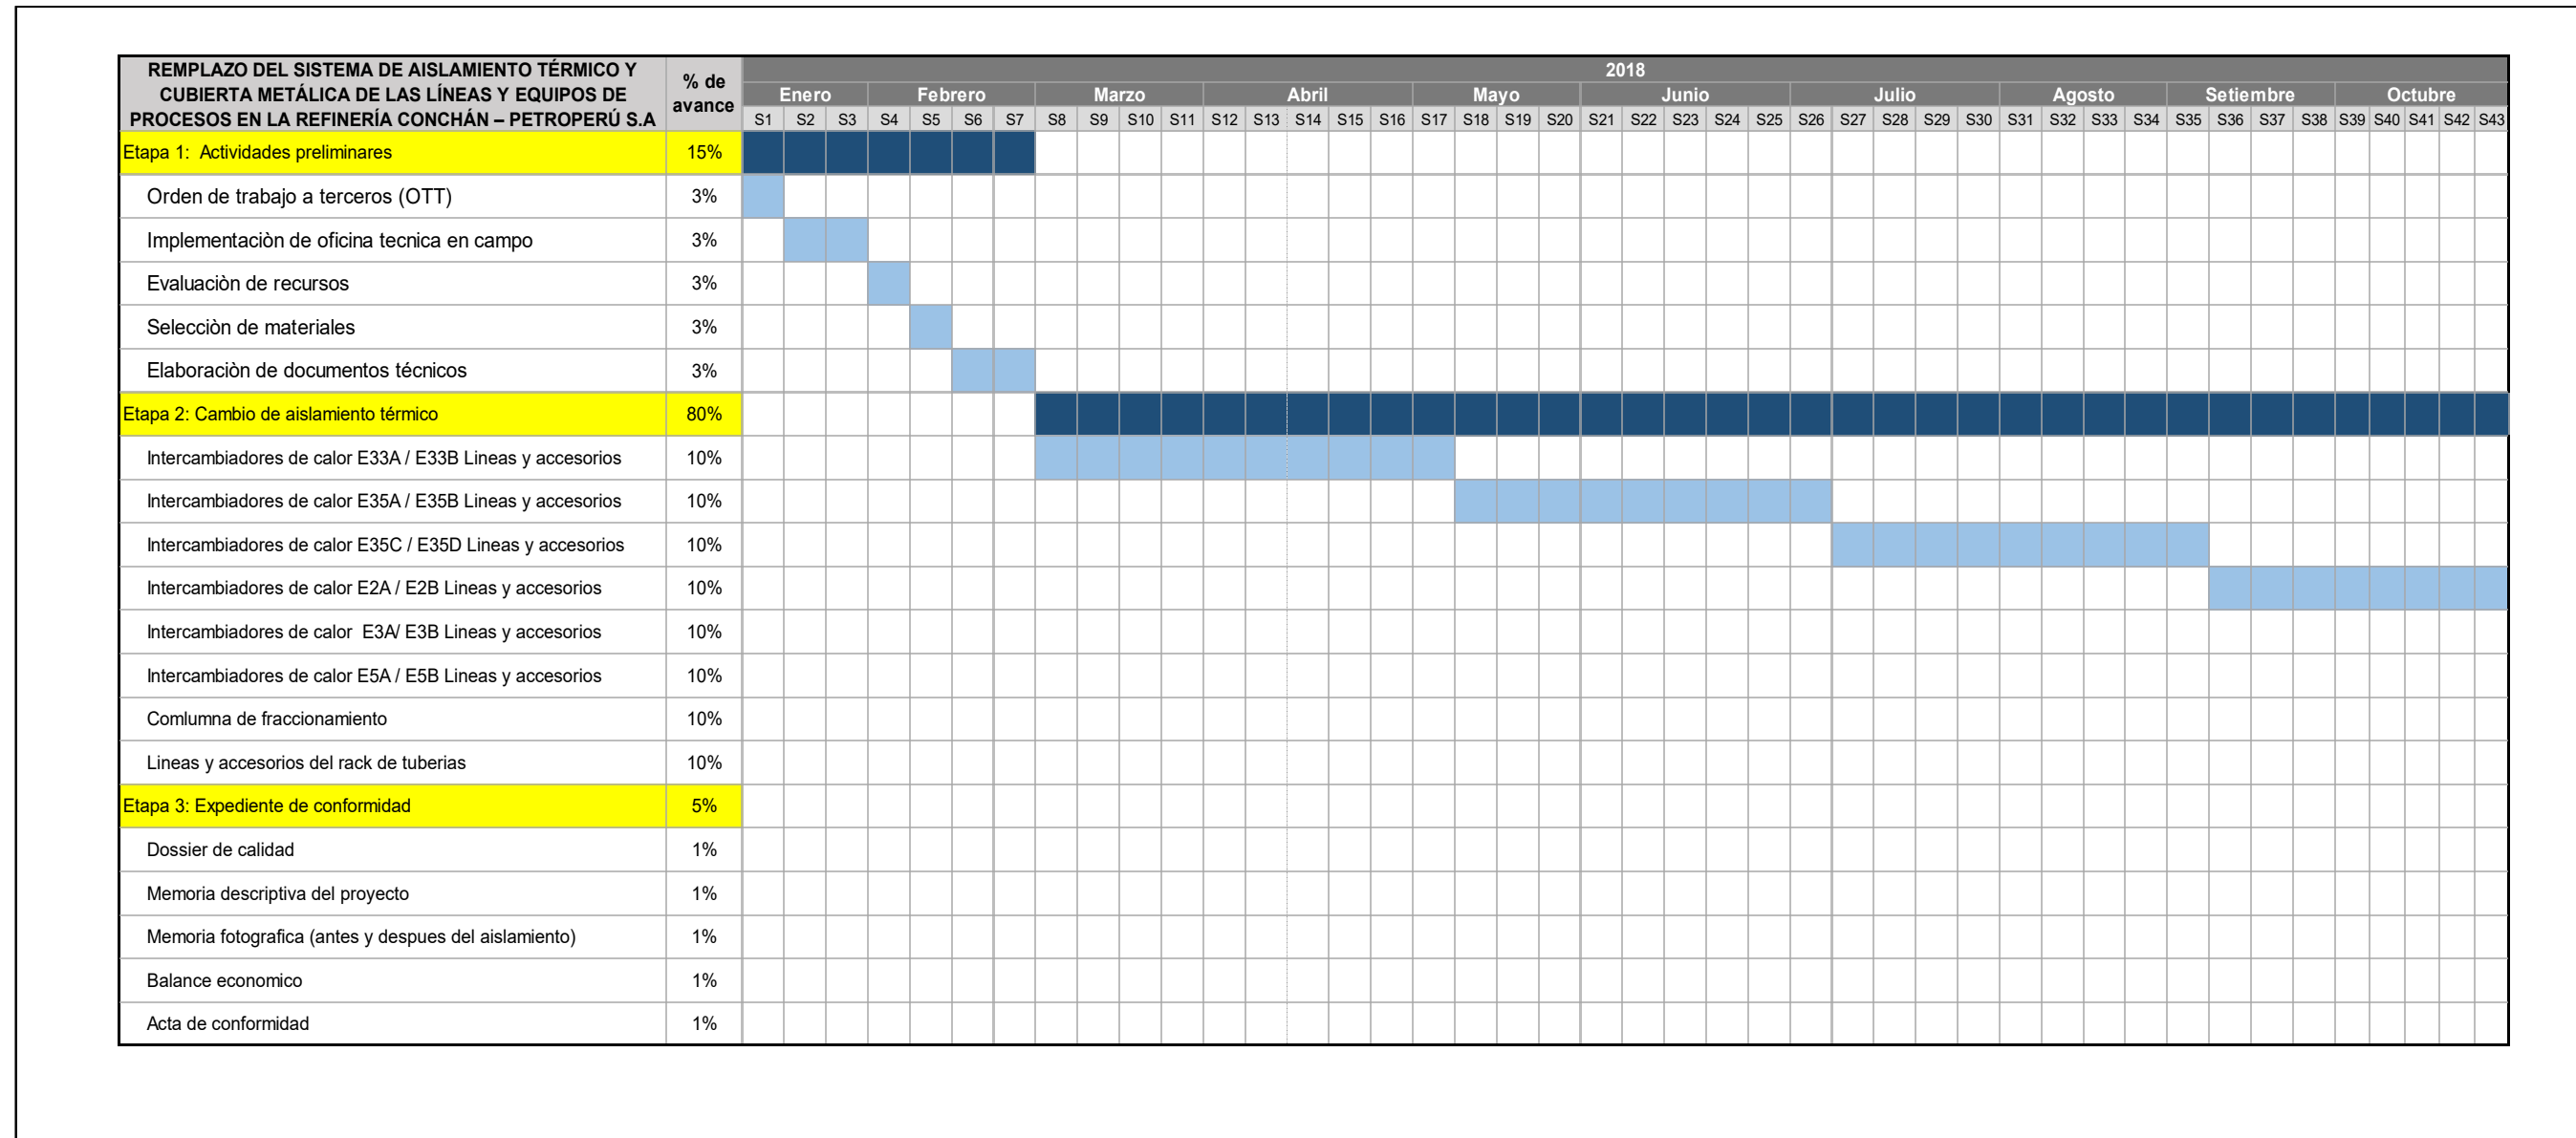 REMPLAZO DEL SISTEMA DE AISLAMIENTO TÉRMICO Y
CUBIERTA METÁLICA DE LAS LÍNEAS Y EQUIPOS DE
PROCESOS EN LA REFINERÍA CONCHÁN – PETROPERÚ S.A
% de
avance
2018
Enero Febrero Marzo Abril Mayo Junio Julio Agosto Setiembre Octubre
S1 S2 S3 S4 S5 S6 S7 S8 S9 S10 S11 S12 S13 S14 S15 S16 S17 S18 S19 S20 S21 S22 S23 S24 S25 S26 S27 S28 S29 S30 S31 S32 S33 S34 S35 S36 S37 S38 S39 S40 S41 S42 S43
Etapa 1:  Actividades preliminares 15%
Orden de trabajo a terceros (OTT) 3%
Implementaciòn de oficina tecnica en campo 3%
Evaluaciòn de recursos 3%
Selecciòn de materiales 3%
Elaboraciòn de documentos técnicos 3%
Etapa 2: Cambio de aislamiento térmico 80%
Intercambiadores de calor E33A / E33B Lineas y accesorios 10%
Intercambiadores de calor E35A / E35B Lineas y accesorios 10%
Intercambiadores de calor E35C / E35D Lineas y accesorios 10%
Intercambiadores de calor E2A / E2B Lineas y accesorios 10%
Intercambiadores de calor  E3A/ E3B Lineas y accesorios 10%
Intercambiadores de calor E5A / E5B Lineas y accesorios 10%
Comlumna de fraccionamiento 10%
Lineas y accesorios del rack de tuberias 10%
Etapa 3: Expediente de conformidad 5%
Dossier de calidad 1%
Memoria descriptiva del proyecto 1%
Memoria fotografica (antes y despues del aislamiento) 1%
Balance economico 1%
Acta de conformidad 1%